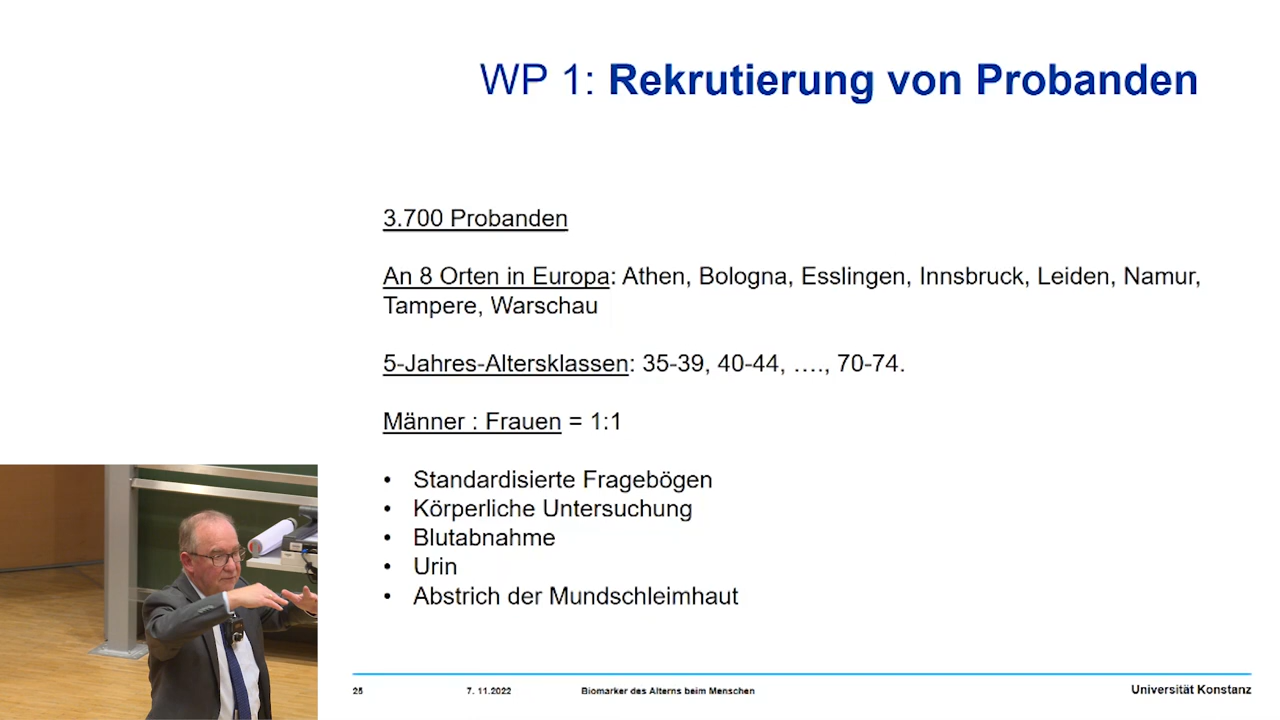 WP 1: Rekrutierung von Probanden
3.700 Probanden
An 8 Orten in Europa: Athen, Bologna, Esslingen, Innsbruck, Leiden, Namur,
Tampere, Warschau
5-Jahres-Altersklassen: 35-39, 40-44, …., 70-74.
Männer : Frauen = 1:1
• Standardisierte Fragebögen
• Körperliche Untersuchung
• Blutabnahme
• Urin
• Abstrich der Mundschleimhaut
25
7. 11.2022
Biomarker des Alterns beim Menschen
Universität Konstanz